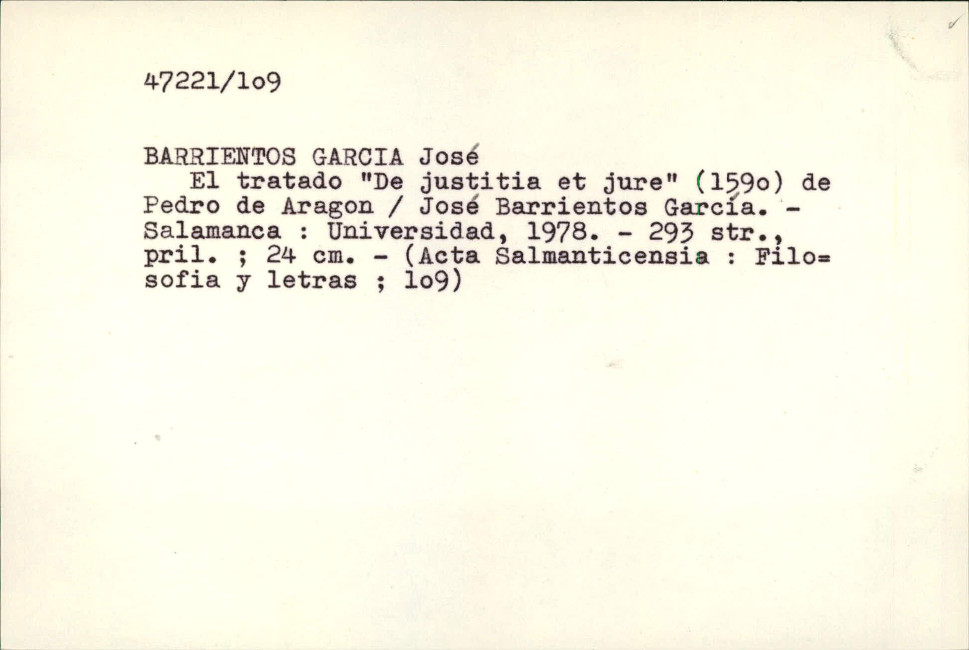 47221/1o9
BARRIENTOS GARCIA José
El tratado "De justitia et jure" (159o) de
Pedro de Aragon / José Barrientos García. -
Salamanca : Universidad, 1978. - 293 str.,
pril. ; 24 cm. - (Acta Salmanticensia : Filo=
sofia y letras ; 1o9)